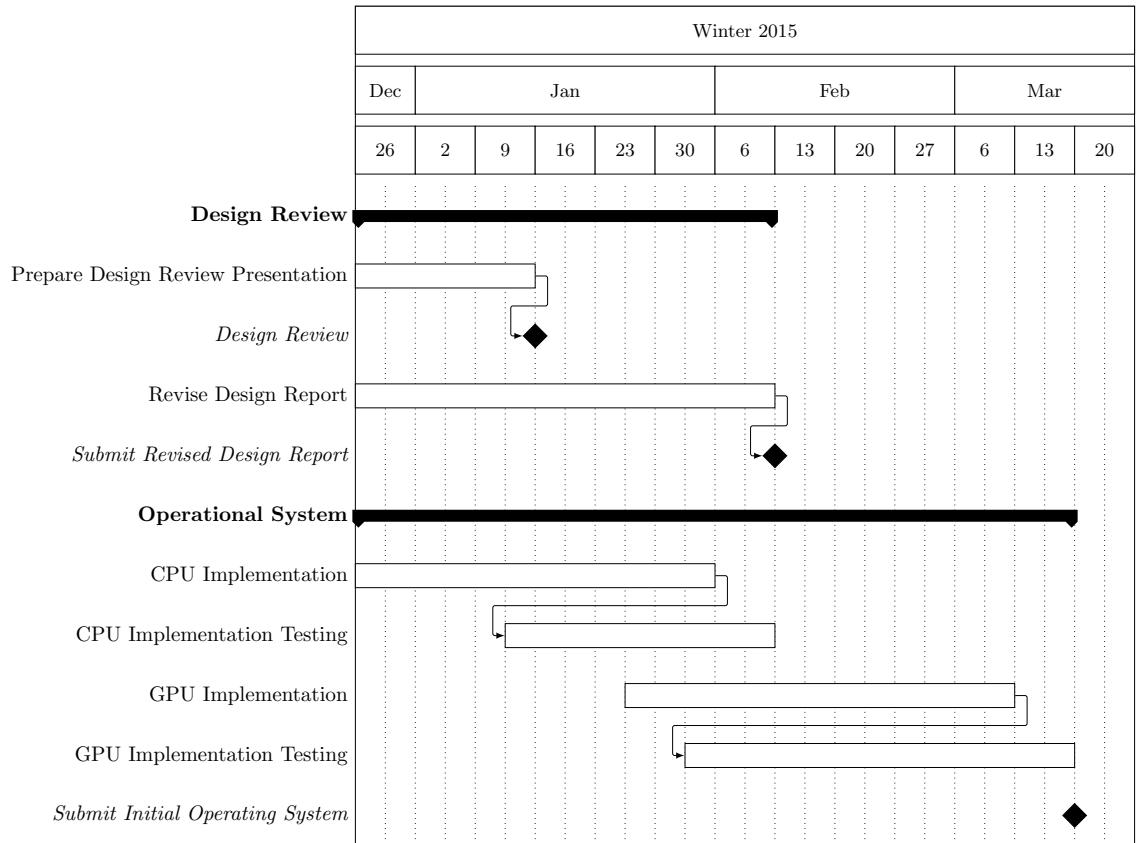 Winter 2015
Dec Jan Feb Mar
26 2 9 16 23 30 6 13 20 27 6 13 20
Design Review
Prepare Design Review Presentation
Design Review
Revise Design Report
Submit Revised Design Report
Operational System
CPU Implementation
CPU Implementation Testing
GPU Implementation
GPU Implementation Testing
Submit Initial Operating System